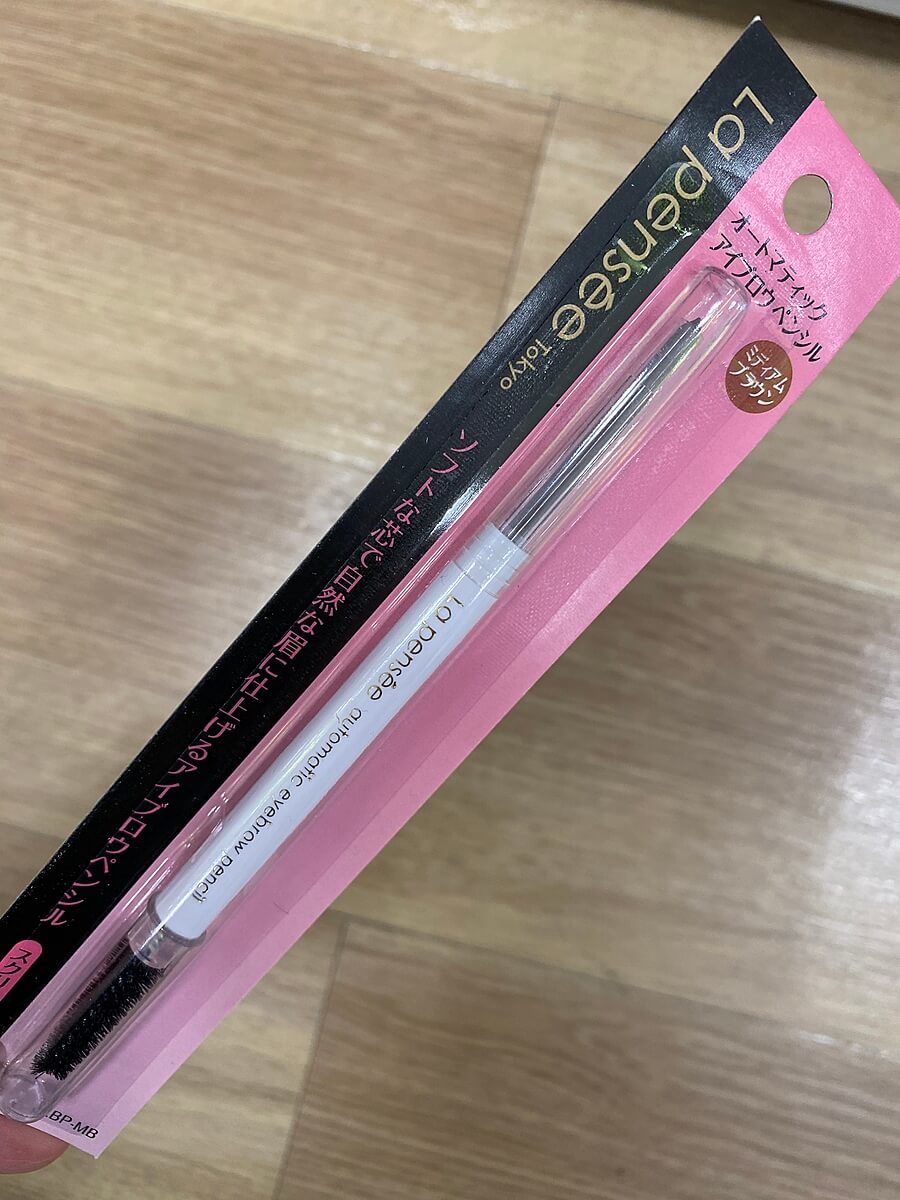 La pensée Tokyo
オートマティック
アイブロウペンシル
ミディアム
ブラウン
ソフトな芯で自然な眉に仕上げるアイブロウペンシル
La pensée automatic eyebrow pencil
スクリ
BP-MB